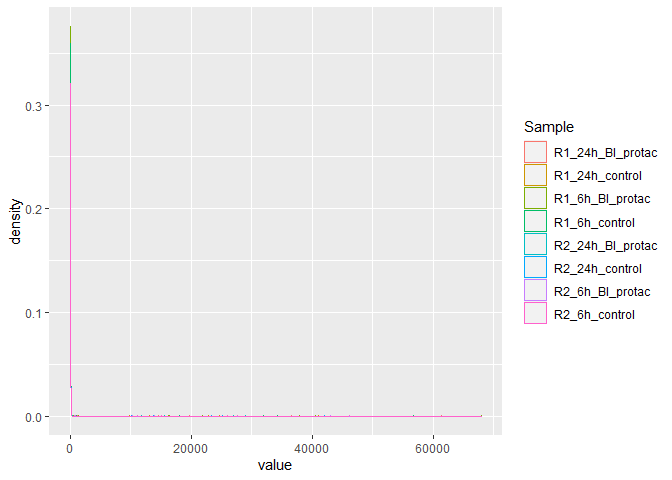 0.3
0.2
0.1
0.0
density
0
20000
40000
60000
value
Sample
R1_24h_BI_protac
R1_24h_control
R1_6h_BI_protac
R1_6h_control
R2_24h_BI_protac
R2_24h_control
R2_6h_BI_protac
R2_6h_control